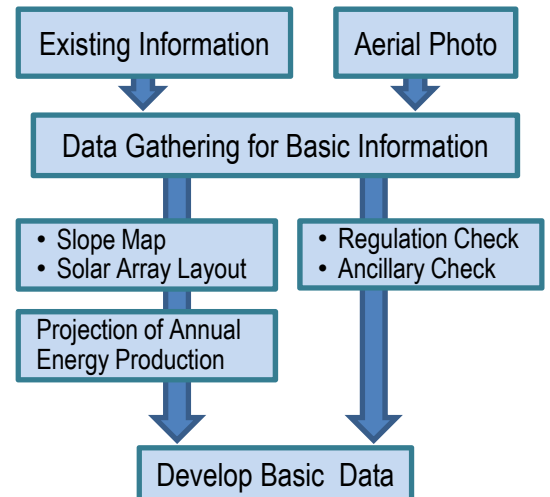 Existing Information
Aerial Photo
Data Gathering for Basic Information
• Slope Map
• Solar Array Layout
• Regulation Check
• Ancillary Check
Projection of Annual
Energy Production
Develop Basic Data